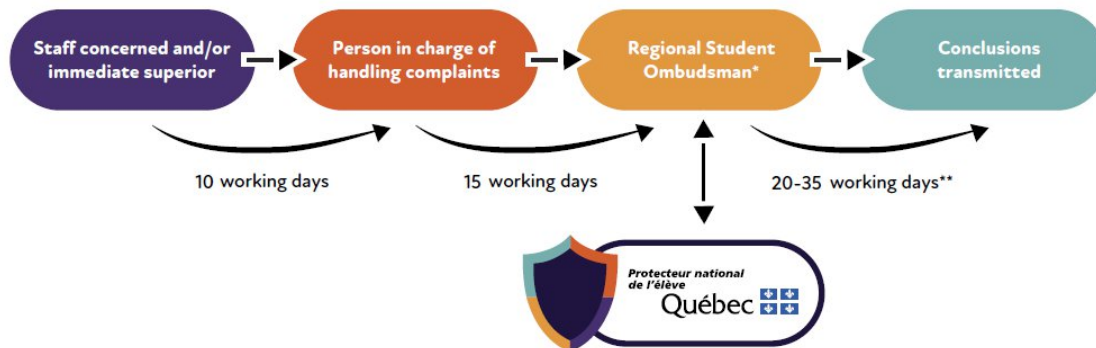 Staff concerned and/or
immediate superior
Person in charge of
handling complaints
Regional Student
Ombudsman*
Conclusions
transmitted
10 working days
15 working days
20-35 working days**
Protecteur national
de l'élève
Québec